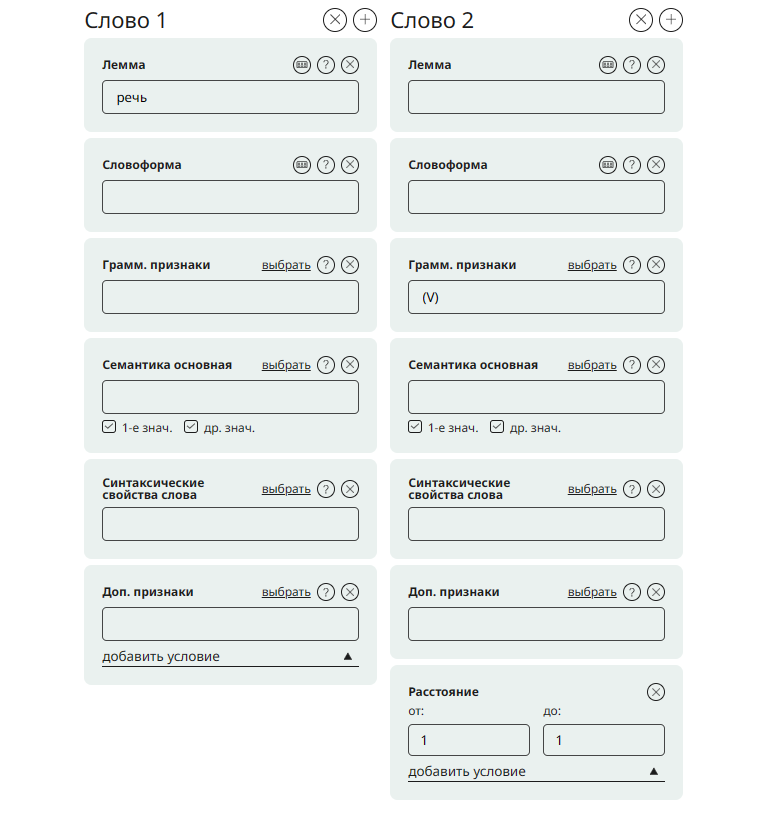 Слово 1
Лемма
речь
Словоформа
Грамм. признаки выбрать
Семантика основная выбрать
1-е знач. др. знач.
Синтаксические
свойства слова выбрать
Доп. признаки выбрать
добавить условие
Слово 2
Лемма
Словоформа
Грамм. признаки выбрать
(V)
Семантика основная выбрать
1-е знач. др. знач.
Синтаксические
свойства слова выбрать
Доп. признаки выбрать
Расстояние
от: до:
1 1
добавить условие